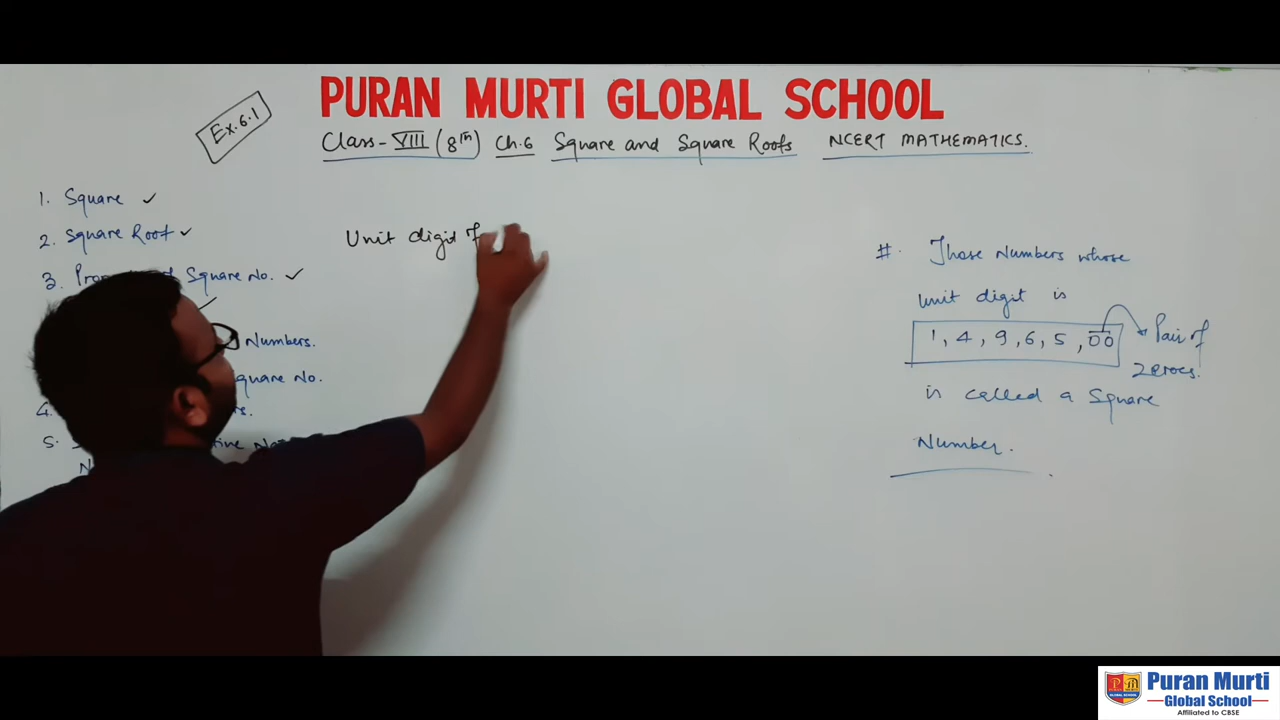 PURAN MURTI GLOBAL SCHOOL
Ex.6.1
Class-VIII (8th) Ch.6 Square and Square Roots NCERT MATHEMATICS.
1. Square ✓
2. Square Root ✓
3. Square No. ✓
Numbers.
Square No.
4.
5.
Unit digit of
#. Those Numbers whose
unit digit is
1, 4, 9, 6, 5, 00
Pair of
zeroes.
is called a Square
Number.
Puran Murti
Global School
Affiliated to CBSE